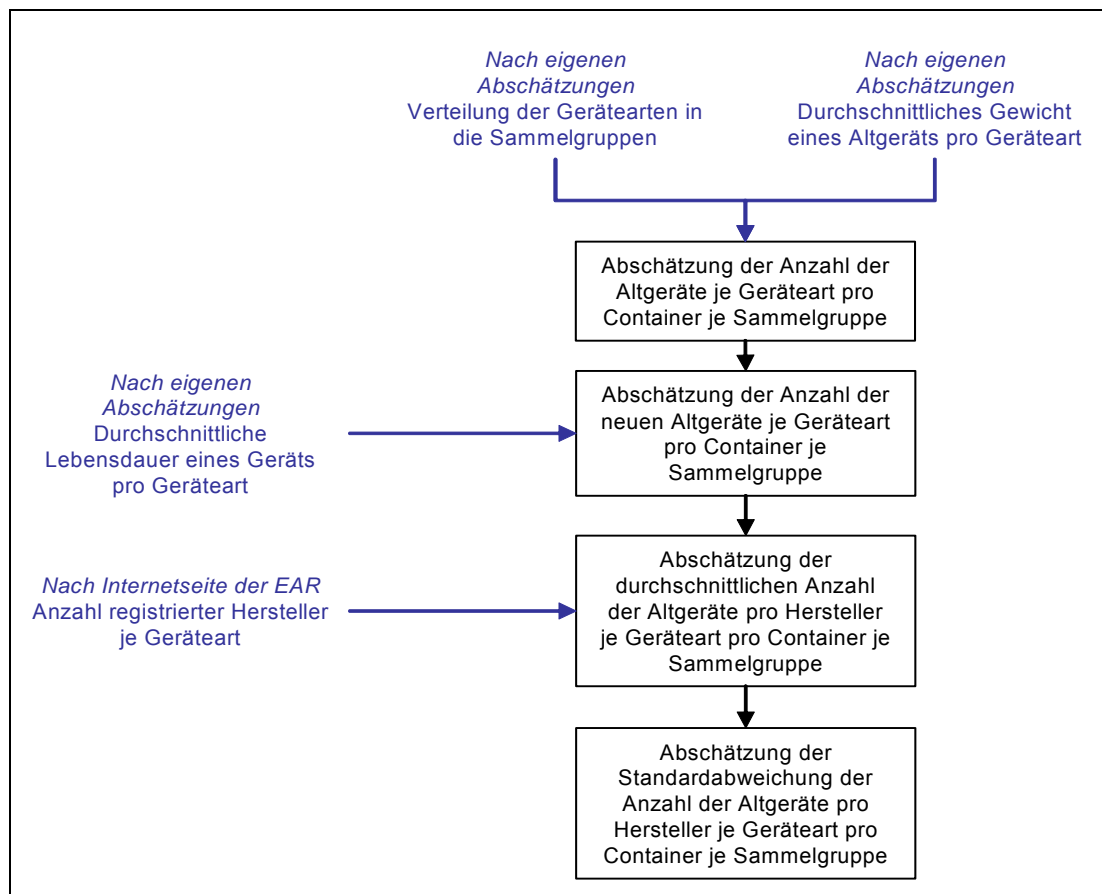 Nach eigenen
Abschätzungen
Verteilung der Gerätearten in
die Sammelgruppen
Nach eigenen
Abschätzungen
Durchschnittliches Gewicht
eines Altgeräts pro Geräteart
Abschätzung der Anzahl der
Altgeräte je Geräteart pro
Container je Sammelgruppe
Nach eigenen
Abschätzungen
Durchschnittliche
Lebensdauer eines Geräts
pro Geräteart
Abschätzung der Anzahl der
neuen Altgeräte je Geräteart
pro Container je
Sammelgruppe
Nach Internetseite der EAR
Anzahl registrierter Hersteller
je Geräteart
Abschätzung der
durchschnittlichen Anzahl
der Altgeräte pro Hersteller
je Geräteart pro Container je
Sammelgruppe
Abschätzung der
Standardabweichung der
Anzahl der Altgeräte pro
Hersteller je Geräteart pro
Container je Sammelgruppe